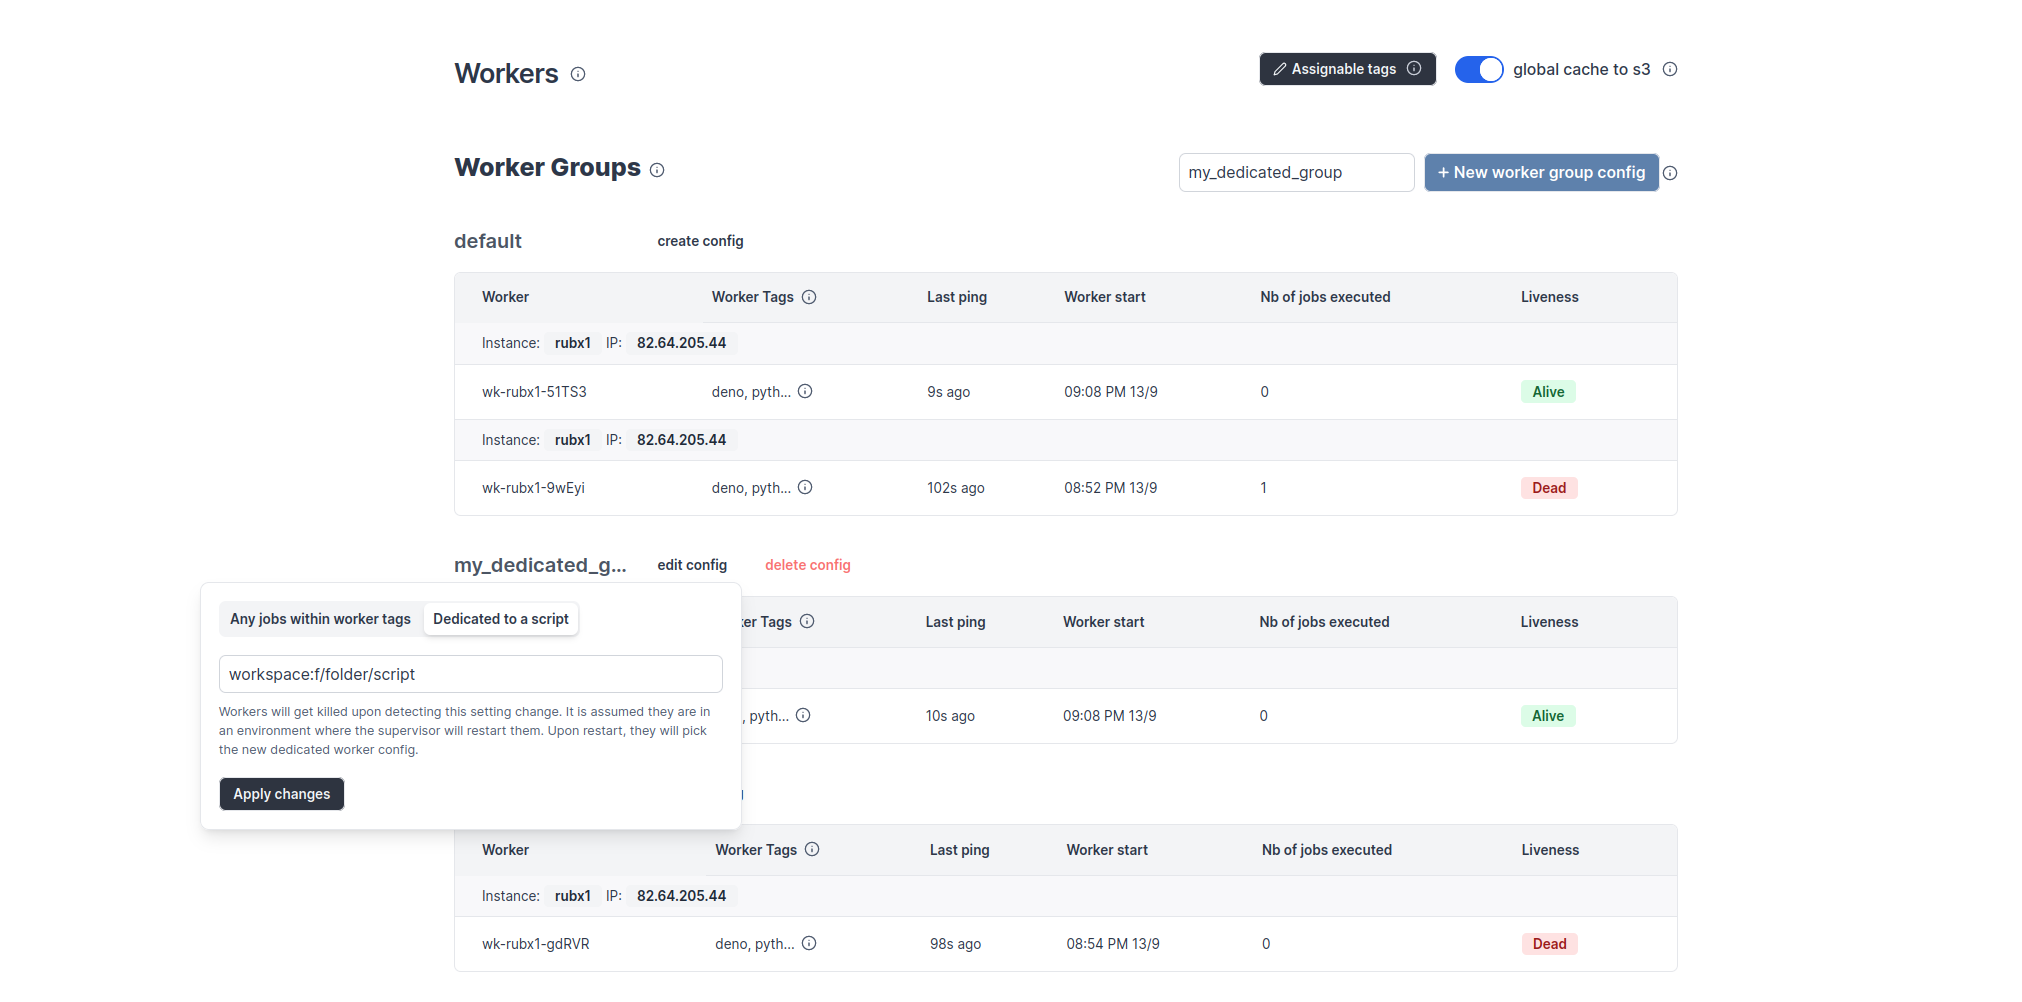 Workers
Assignable tags
global cache to s3
Worker Groups
my_dedicated_group
+ New worker group config
default
create config
Worker Worker Tags Last ping Worker start Nb of jobs executed Liveness
Instance: rubx1 IP: 82.64.205.44
wk-rubx1-51TS3 deno, pyth... 9s ago 09:08 PM 13/9 0 Alive
Instance: rubx1 IP: 82.64.205.44
wk-rubx1-9wEyi deno, pyth... 102s ago 08:52 PM 13/9 1 Dead
my_dedicated_g... edit config delete config
Any jobs within worker tags Dedicated to a script
workspace:f/folder/script
Workers will get killed upon detecting this setting change. It is assumed they are in
an environment where the supervisor will restart them. Upon restart, they will pick
the new dedicated worker config.
Apply changes
er Tags Last ping Worker start Nb of jobs executed Liveness
, pyth... 10s ago 09:08 PM 13/9 0 Alive
Worker Worker Tags Last ping Worker start Nb of jobs executed Liveness
Instance: rubx1 IP: 82.64.205.44
wk-rubx1-gdRVR deno, pyth... 98s ago 08:54 PM 13/9 0 Dead